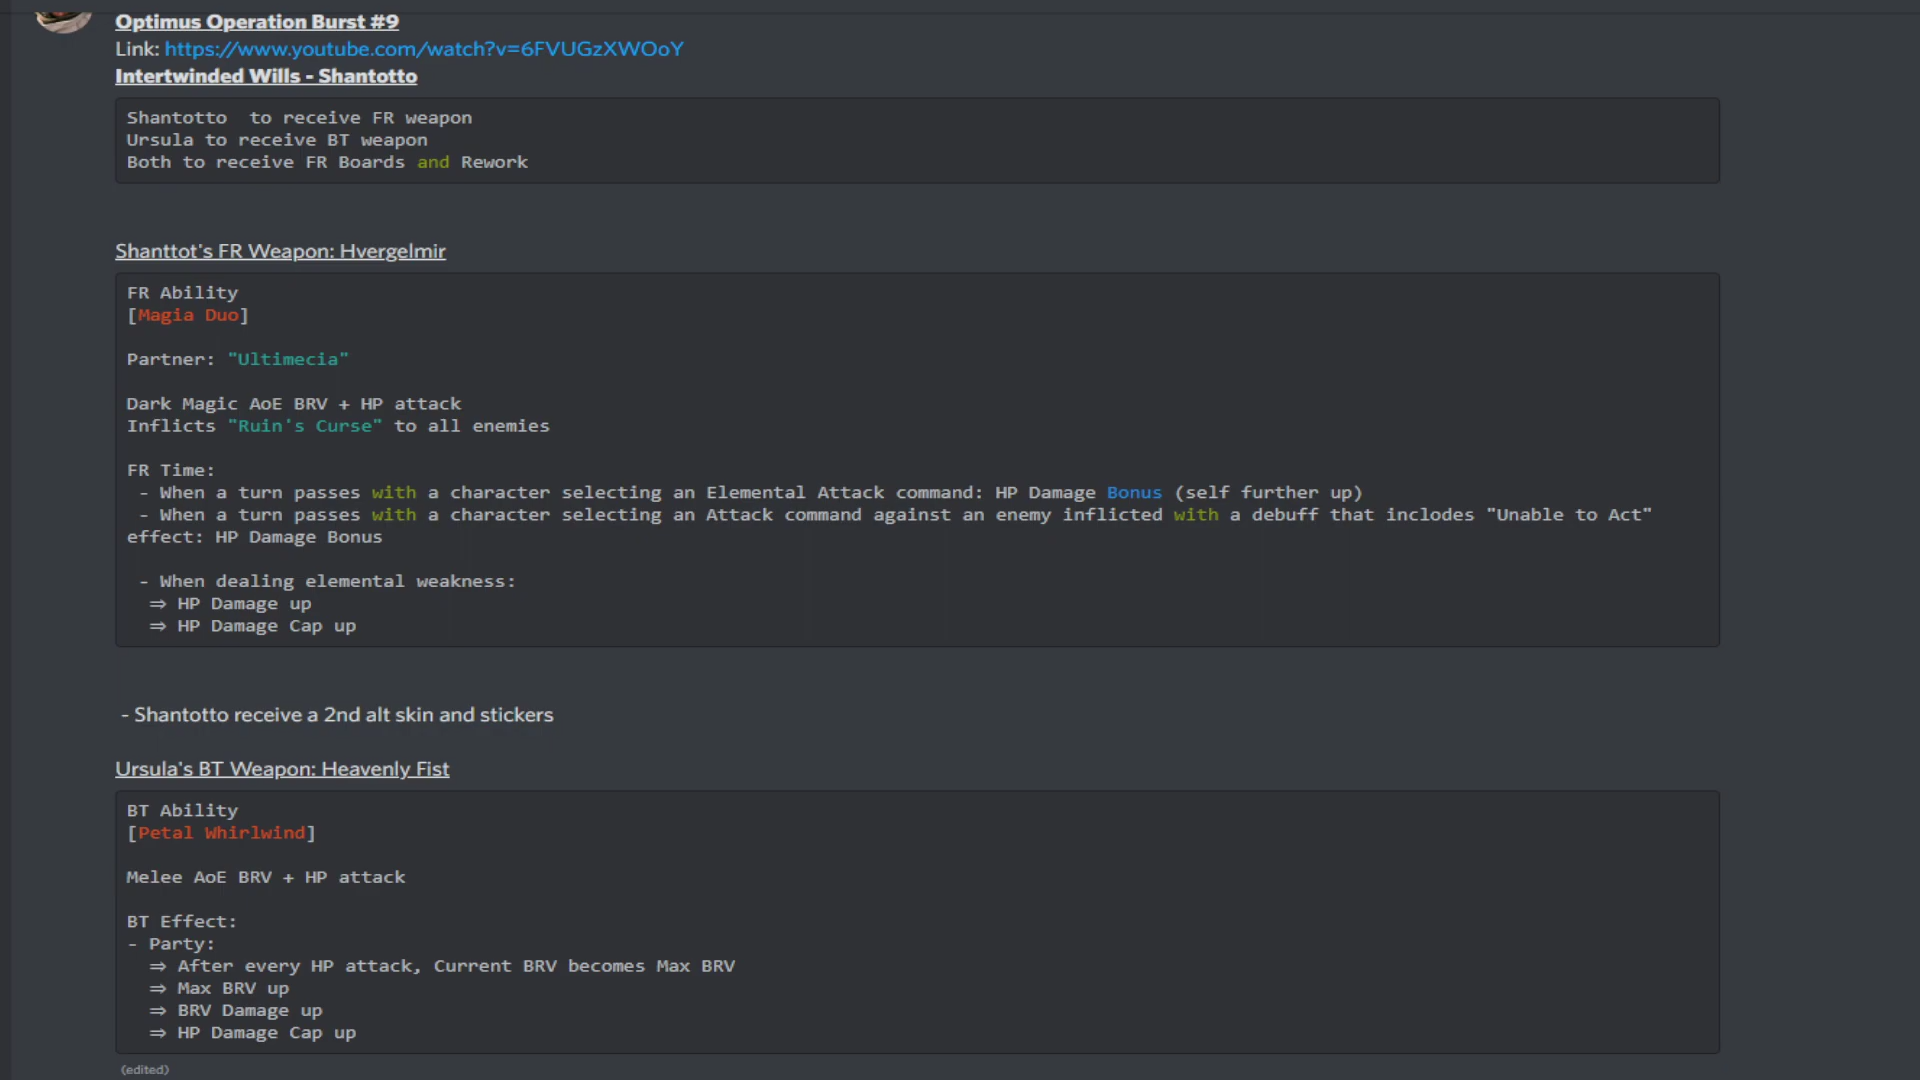 Optimus Operation Burst #9
Link: https://www.youtube.com/watch?v=6FVUGzXWOoY
Intertwinded Wills - Shantotto
Shantotto  to receive FR weapon
Ursula to receive BT weapon
Both to receive FR Boards and Rework
Shanttot's FR Weapon: Hvergelmir
FR Ability
[Magia Duo]
Partner: "Ultimecia"
Dark Magic AoE BRV + HP attack
Inflicts "Ruin's Curse" to all enemies
FR Time:
- When a turn passes with a character selecting an Elemental Attack command: HP Damage Bonus (self further up)
- When a turn passes with a character selecting an Attack command against an enemy inflicted with a debuff that includes "Unable to Act"
effect: HP Damage Bonus
- When dealing elemental weakness:
⇒ HP Damage up
⇒ HP Damage Cap up
- Shantotto receive a 2nd alt skin and stickers
Ursula's BT Weapon: Heavenly Fist
BT Ability
[Petal Whirlwind]
Melee AoE BRV + HP attack
BT Effect:
- Party:
⇒ After every HP attack, Current BRV becomes Max BRV
⇒ Max BRV up
⇒ BRV Damage up
⇒ HP Damage Cap up
(edited)